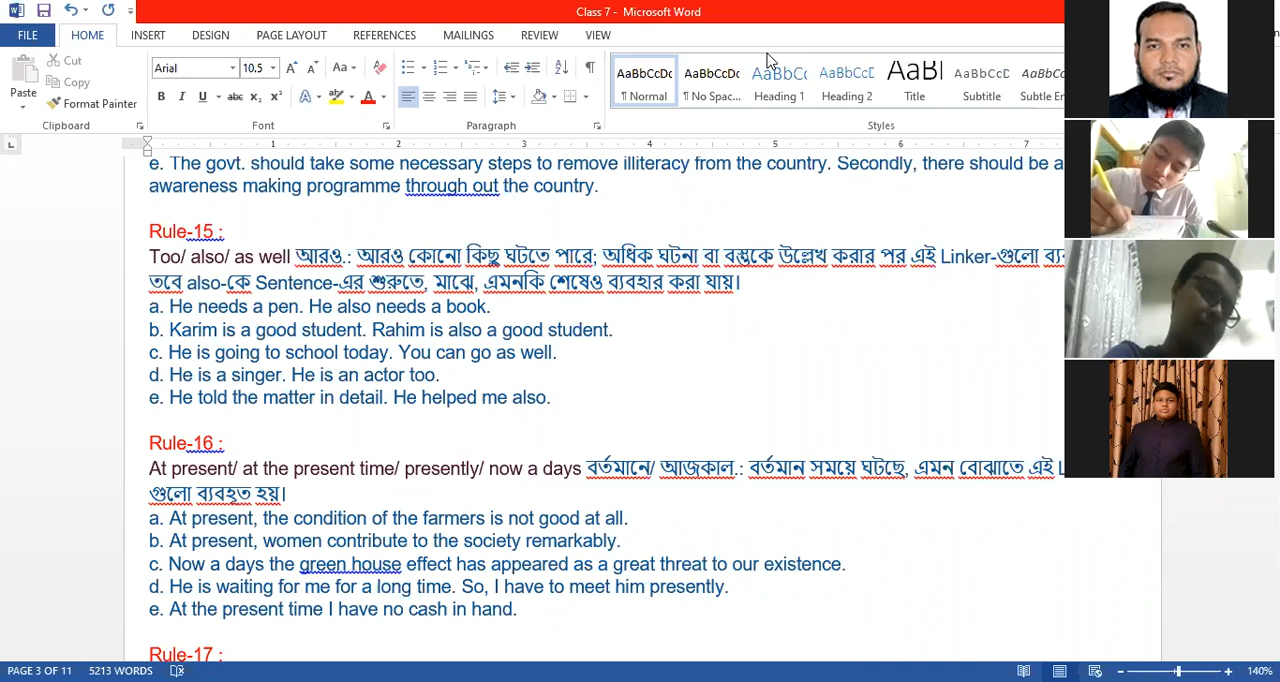 Class 7 - Microsoft Word
FILE HOME INSERT DESIGN PAGE LAYOUT REFERENCES MAILINGS REVIEW VIEW
Paste
Cut
Copy
Format Painter
Arial 10.5
AaBbCcDc AaBbCcDc AaBbCc AaBbCcD AaBl AaBbCcD AaBbCcD
¶ Normal ¶ No Spac... Heading 1 Heading 2 Title Subtitle Subtle Em
Clipboard Font Paragraph Styles
1 2 3 4 5 6 7
e. The govt. should take some necessary steps to remove illiteracy from the country. Secondly, there should be a
awareness making programme through out the country.
Rule-15 :
Too/ also/ as well আরও.: আরও কোনো কিছু ঘটতে পারে; অধিক ঘটনা বা বস্তুকে উল্লেখ করার পর এই Linker-গুলো
তবে also-কে Sentence-এর শুরুতে, মাঝে, এমনকি শেষেও ব্যবহার করা যায়।
a. He needs a pen. He also needs a book.
b. Karim is a good student. Rahim is also a good student.
c. He is going to school today. You can go as well.
d. He is a singer. He is an actor too.
e. He told the matter in detail. He helped me also.
Rule-16 :
At present/ at the present time/ presently/ now a days বর্তমানে/ আজকাল.: বর্তমান সময়ে ঘটছে, এমন বোঝাতে এই
গুলো ব্যবহৃত হয়।
a. At present, the condition of the farmers is not good at all.
b. At present, women contribute to the society remarkably.
c. Now a days the green house effect has appeared as a great threat to our existence.
d. He is waiting for me for a long time. So, I have to meet him presently.
e. At the present time I have no cash in hand.
Rule-17 :
PAGE 3 OF 11 5213 WORDS 140%